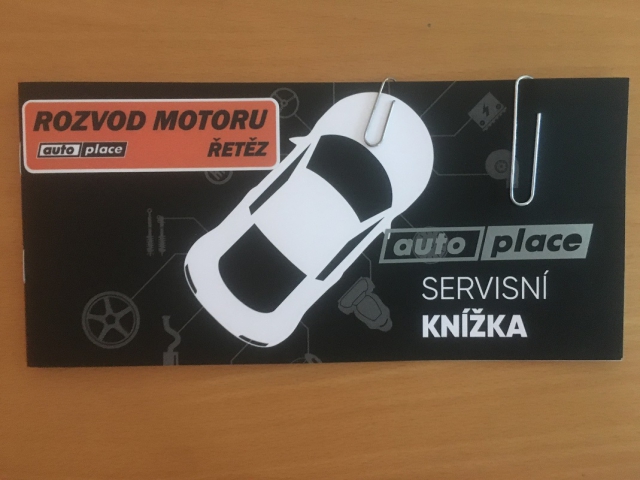 ROZVOD MOTORU
auto place
ŘETĚZ
auto place
SERVISNÍ
KNÍŽKA